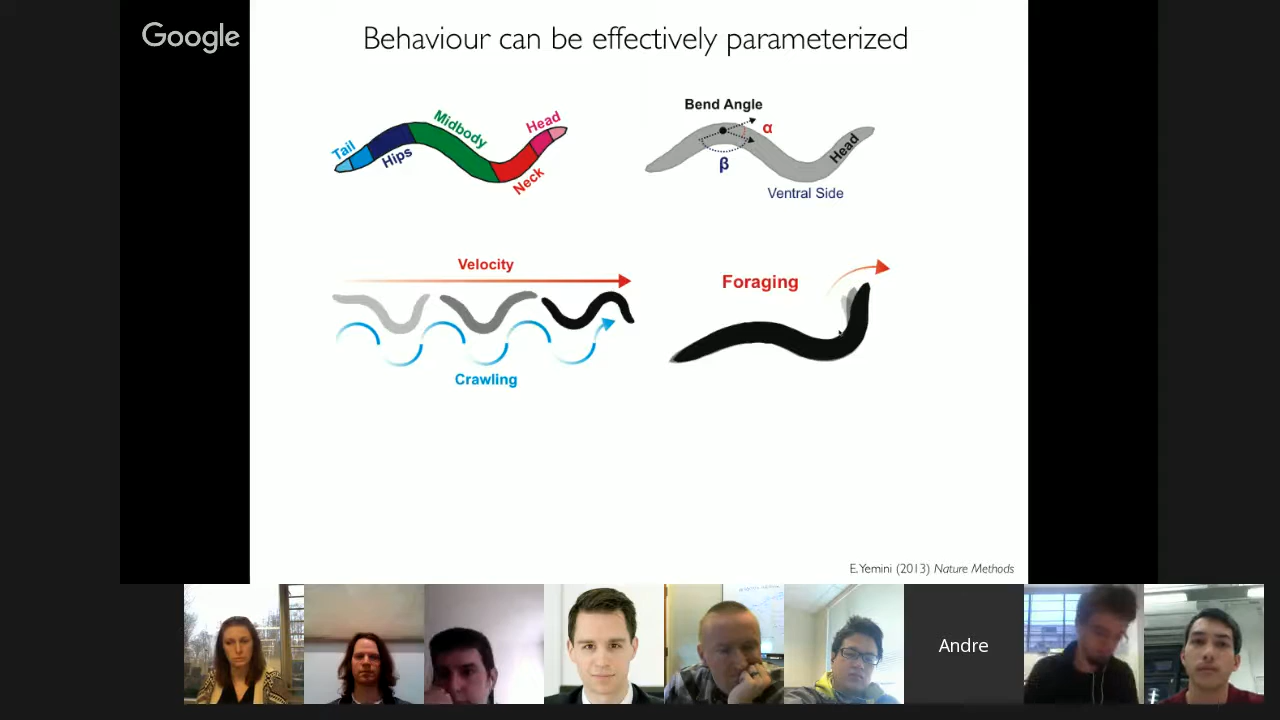 Google
Behaviour can be effectively parameterized
Tail
Hips
Midbody
Neck
Head
Bend Angle
α
β
Head
Ventral Side
Velocity
Crawling
Foraging
E.Yemini (2013) Nature Methods
Andre